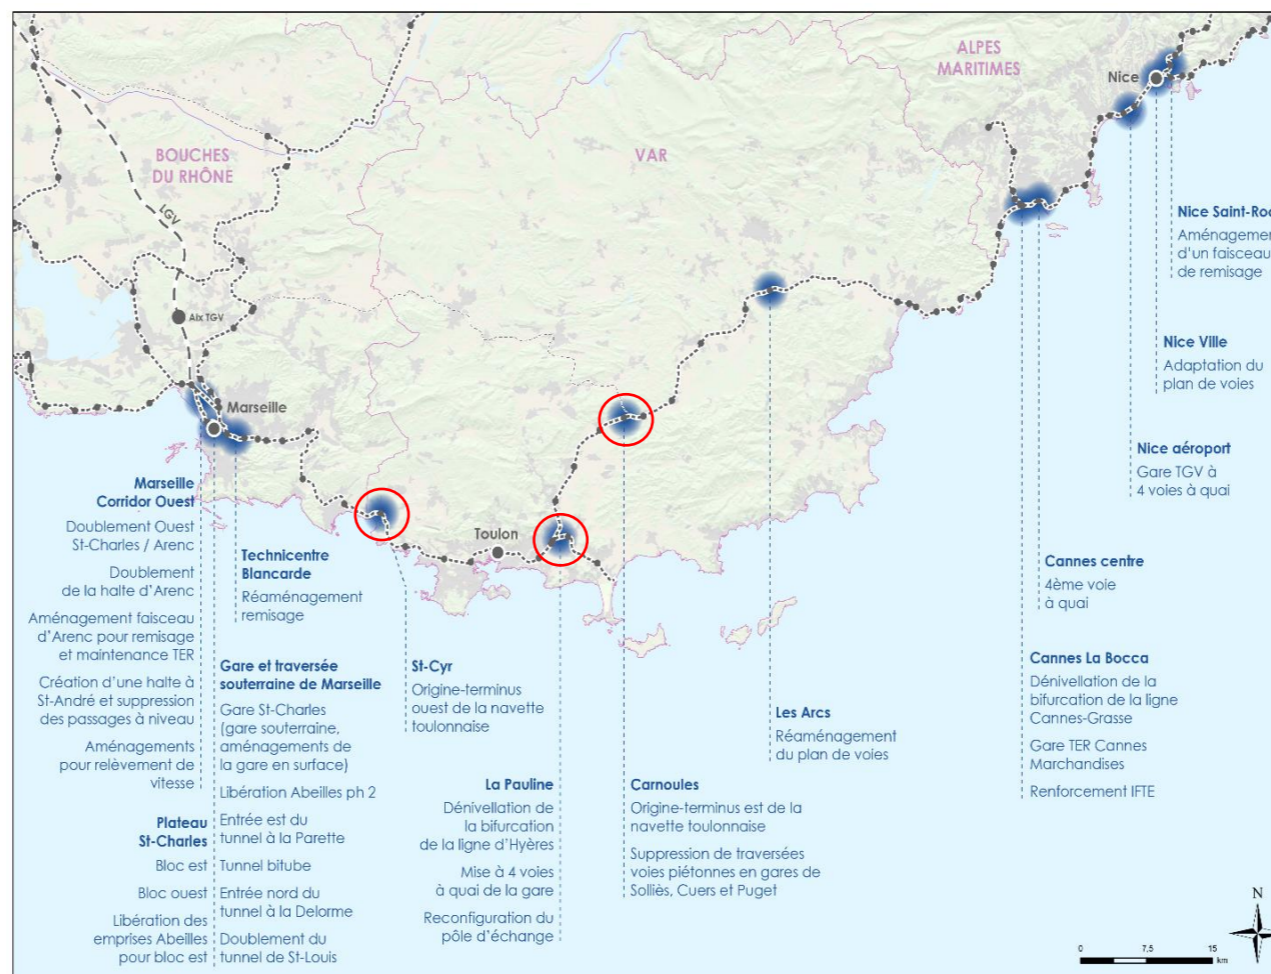 ALPES
MARITIMES
Nice
BOUCHES
DU RHÔNE
VAR
LGV
Aix TGV
Marseille
Toulon
Nice Saint-Roc
Aménagemen
d'un faisceau
de remisage
Nice Ville
Adaptation du
plan de voies
Nice aéroport
Gare TGV à
4 voies à quai
Cannes centre
4ème voie
à quai
Cannes La Bocca
Dénivellation de la
bifurcation de la ligne
Cannes-Grasse
Gare TER Cannes
Marchandises
Renforcement IFTE
Les Arcs
Réaménagement
du plan de voies
Carnoules
Origine-terminus est de la
navette toulonnaise
Suppression de traversées
voies piétonnes en gares de
Solliès, Cuers et Puget
La Pauline
Dénivellation de
la bifurcation
de la ligne d'Hyères
Mise à 4 voies
à quai de la gare
Reconfiguration du
pôle d'échange
St-Cyr
Origine-terminus
ouest de la navette
toulonnaise
Technicentre
Blancarde
Réaménagement
remisage
Gare et traversée
souterraine de Marseille
Gare St-Charles
(gare souterraine,
aménagements de
la gare en surface)
Libération Abeilles ph 2
Entrée est du
tunnel à la Parette
Tunnel bitube
Entrée nord du
tunnel à la Delorme
Doublement du
tunnel de St-Louis
Marseille
Corridor Ouest
Doublement Ouest
St-Charles / Arenc
Doublement
de la halte d'Arenc
Aménagement faisceau
d'Arenc pour remisage
et maintenance TER
Création d'une halte à
St-André et suppression
des passages à niveau
Aménagements
pour relèvement de
vitesse
Plateau
St-Charles
Bloc est
Bloc ouest
Libération des
emprises Abeilles
pour bloc est
N
0 7,5 15
km